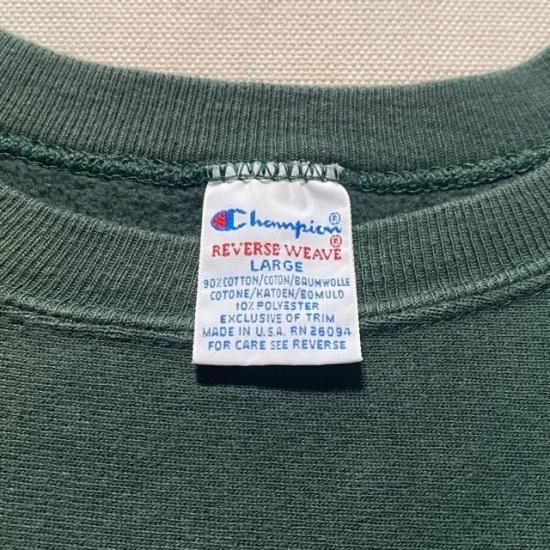 Champion®
REVERSE WEAVE®
LARGE
90% COTTON/COTON/BAUMWOLLE
COTONE/KATOEN/BOMULD
10% POLYESTER
EXCLUSIVE OF TRIM
MADE IN U.S.A. RN 26094
FOR CARE SEE REVERSE